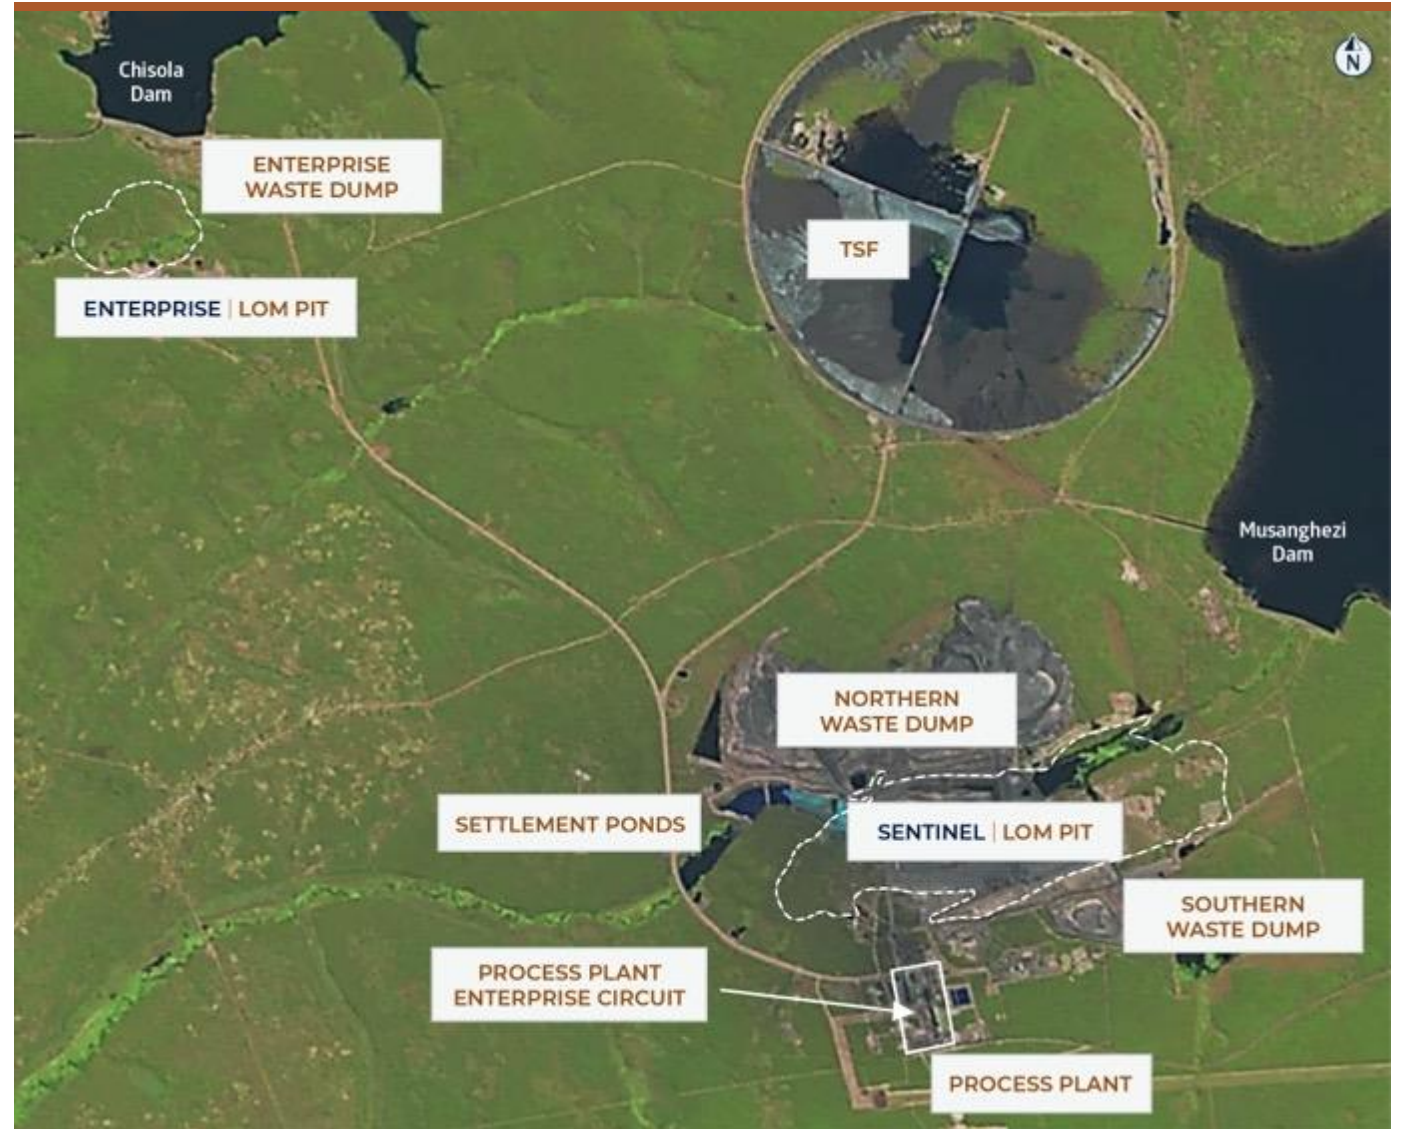 N
Chisola
Dam
ENTERPRISE
WASTE DUMP
TSF
ENTERPRISE | LOM PIT
Musanghezi
Dam
NORTHERN
WASTE DUMP
SETTLEMENT PONDS
SENTINEL | LOM PIT
SOUTHERN
WASTE DUMP
PROCESS PLANT
ENTERPRISE CIRCUIT
PROCESS PLANT